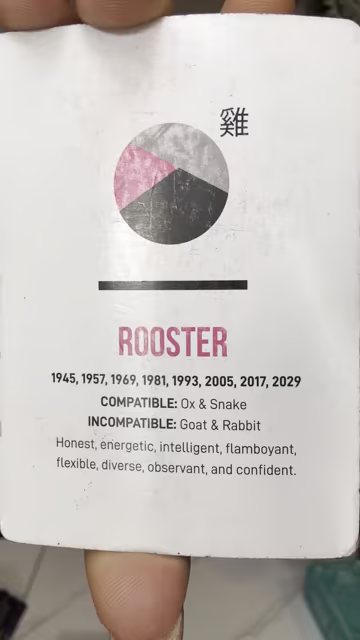 雞
ROOSTER
1945, 1957, 1969, 1981, 1993, 2005, 2017, 2029
COMPATIBLE: Ox & Snake
INCOMPATIBLE: Goat & Rabbit
Honest, energetic, intelligent, flamboyant,
flexible, diverse, observant, and confident.